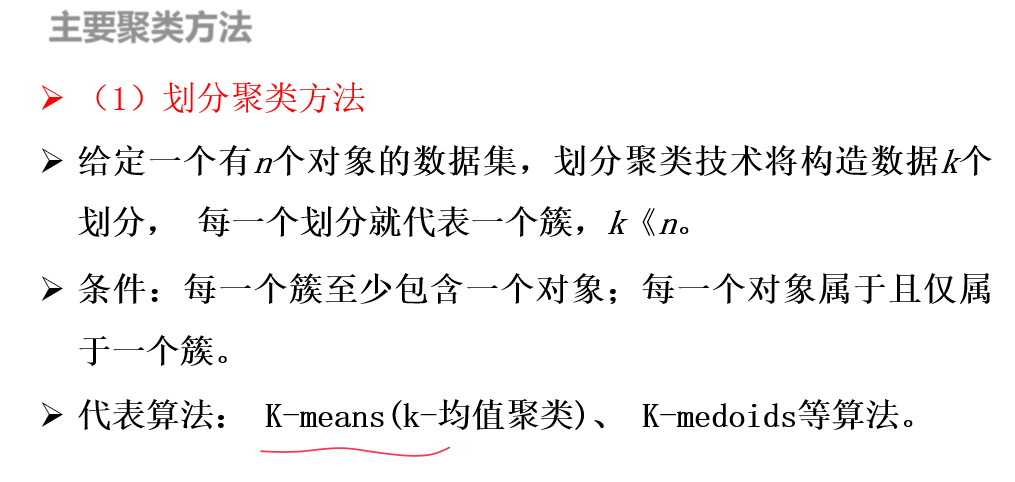 主要聚类方法
➢ （1）划分聚类方法
➢ 给定一个有n个对象的数据集，划分聚类技术将构造数据k个
划分， 每一个划分就代表一个簇，k《n。
➢ 条件：每一个簇至少包含一个对象；每一个对象属于且仅属
于一个簇。
➢ 代表算法： K-means(k-均值聚类)、 K-medoids等算法。